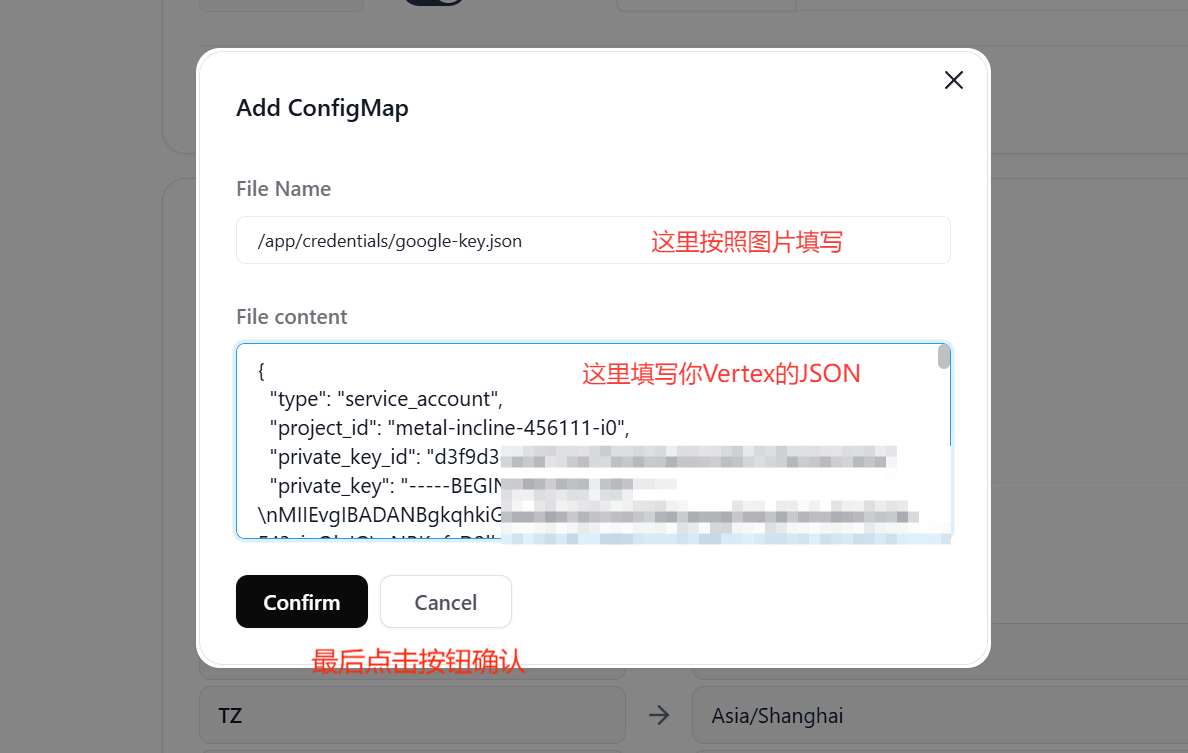 Add ConfigMap
File Name
/app/credentials/google-key.json 这里按照图片填写
File content
{ 这里填写你Vertex的JSON
"type": "service_account",
"project_id": "metal-incline-456111-i0",
"private_key_id": "d3f9d3
"private_key": "-----BEGIN
\nMIIEvgIBADANBgkqhkiG
Confirm Cancel
最后点击按钮确认
TZ Asia/Shanghai